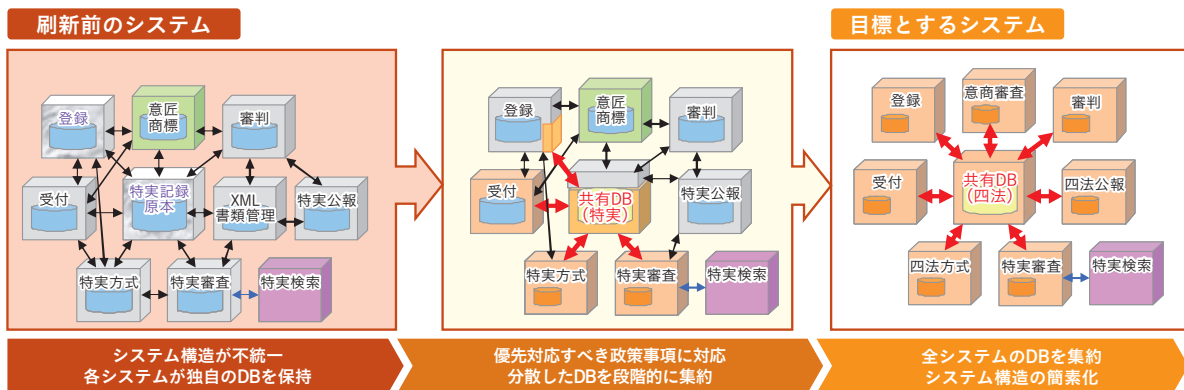 刷新前のシステム
目標とするシステム
登録
意匠
商標
審判
受付
特実記録
原本
XML
書類管理
特実公報
特実方式
特実審査
特実検索
登録
意匠
商標
審判
受付
共有DB
(特実)
特実公報
特実方式
特実審査
特実検索
登録
意商審査
審判
受付
共有DB
(四法)
四法公報
四法方式
特実審査
特実検索
システム構造が不統一
各システムが独自のDBを保持
優先対応すべき政策事項に対応
分散したDBを段階的に集約
全システムのDBを集約
システム構造の簡素化